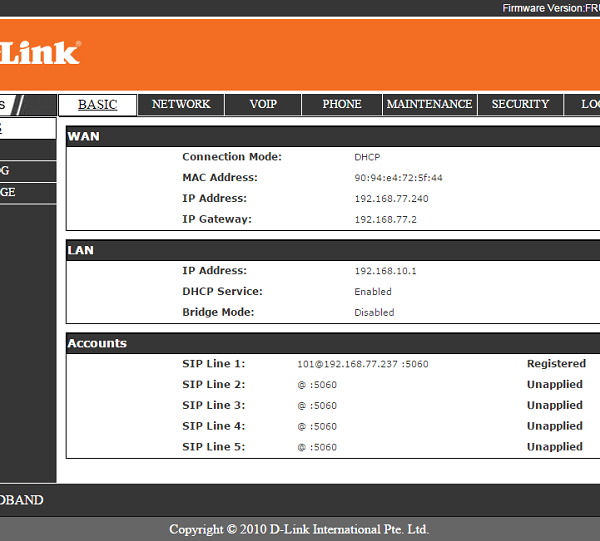 Firmware Version:FR
Link®
S BASIC NETWORK VOIP PHONE MAINTENANCE SECURITY LO
S
OG
GE
WAN
Connection Mode: DHCP
MAC Address: 90:94:e4:72:5f:44
IP Address: 192.168.77.240
IP Gateway: 192.168.77.2
LAN
IP Address: 192.168.10.1
DHCP Service: Enabled
Bridge Mode: Disabled
Accounts
SIP Line 1: 101@192.168.77.237 :5060 Registered
SIP Line 2: @ :5060 Unapplied
SIP Line 3: @ :5060 Unapplied
SIP Line 4: @ :5060 Unapplied
SIP Line 5: @ :5060 Unapplied
DBAND
Copyright © 2010 D-Link International Pte. Ltd.